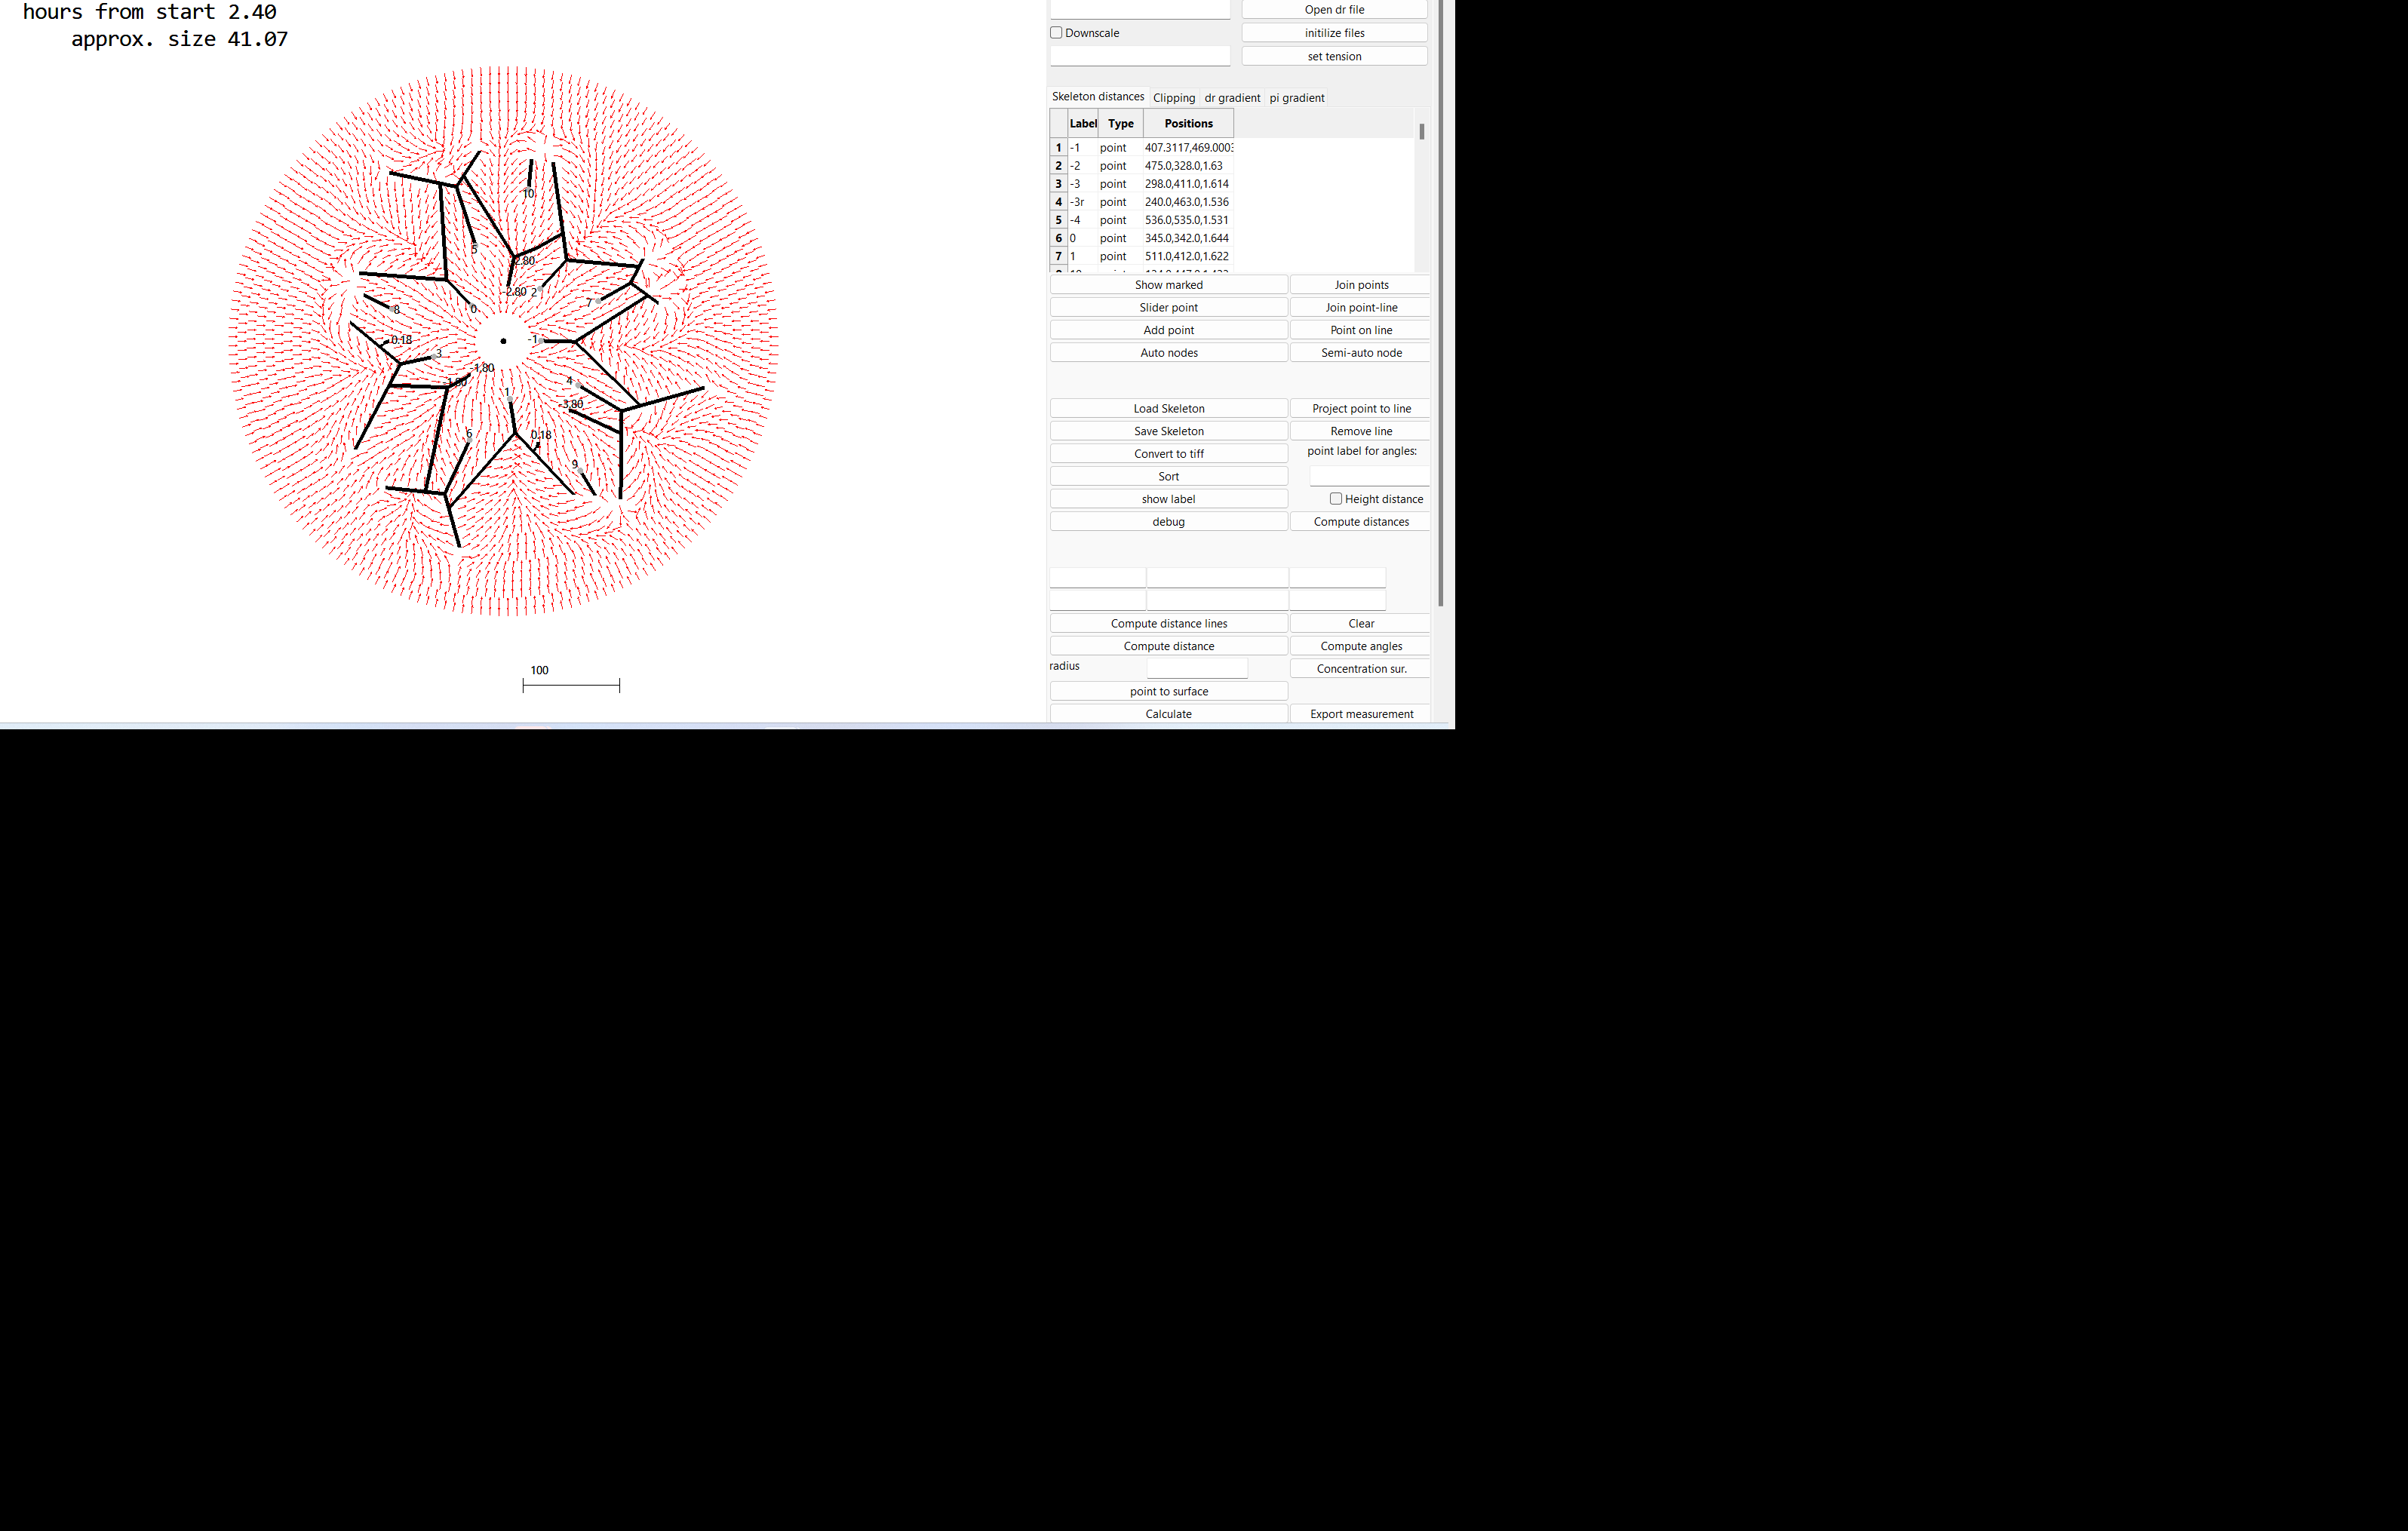 hours from start 2.40
approx. size 41.07
10
5
2.80
-2.80 2
7
0
8
0.18
-1
3
-1.80
-1.80
4
1
-3.80
6
0.18
9
100
Open dr file
Downscale
initilize files
set tension
Skeleton distances Clipping dr gradient pi gradient
Label Type Positions
1 -1 point 407.3117,469.0003
2 -2 point 475.0,328.0,1.63
3 -3 point 298.0,411.0,1.614
4 -3r point 240.0,463.0,1.536
5 -4 point 536.0,535.0,1.531
6 0 point 345.0,342.0,1.644
7 1 point 511.0,412.0,1.622
Show marked Join points
Slider point Join point-line
Add point Point on line
Auto nodes Semi-auto node
Load Skeleton Project point to line
Save Skeleton Remove line
Convert to tiff point label for angles:
Sort
show label Height distance
debug Compute distances
Compute distance lines Clear
Compute distance Compute angles
radius Concentration sur.
point to surface
Calculate Export measurement